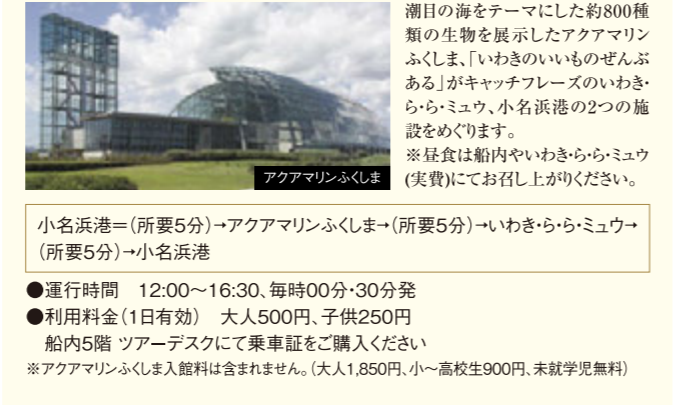 潮目の海をテーマにした約800種
類の生物を展示したアクアマリン
ふくしま、「いわきのいいものぜんぶ
ある」がキャッチフレーズのいわき・
ら・ら・ミュウ、小名浜港の2つの施
設をめぐります。
※昼食は船内やいわき・ら・ら・ミュウ
(実費)にてお召し上がりください。
アクアマリンふくしま
小名浜港＝(所要5分)→アクアマリンふくしま→(所要5分)→いわき・ら・ら・ミュウ→
(所要5分)→小名浜港
●運行時間　12:00〜16:30、毎時00分・30分発
●利用料金(1日有効)　大人500円、子供250円
船内5階 ツアーデスクにて乗車証をご購入ください
※アクアマリンふくしま入館料は含まれません。(大人1,850円、小〜高校生900円、未就学児無料)